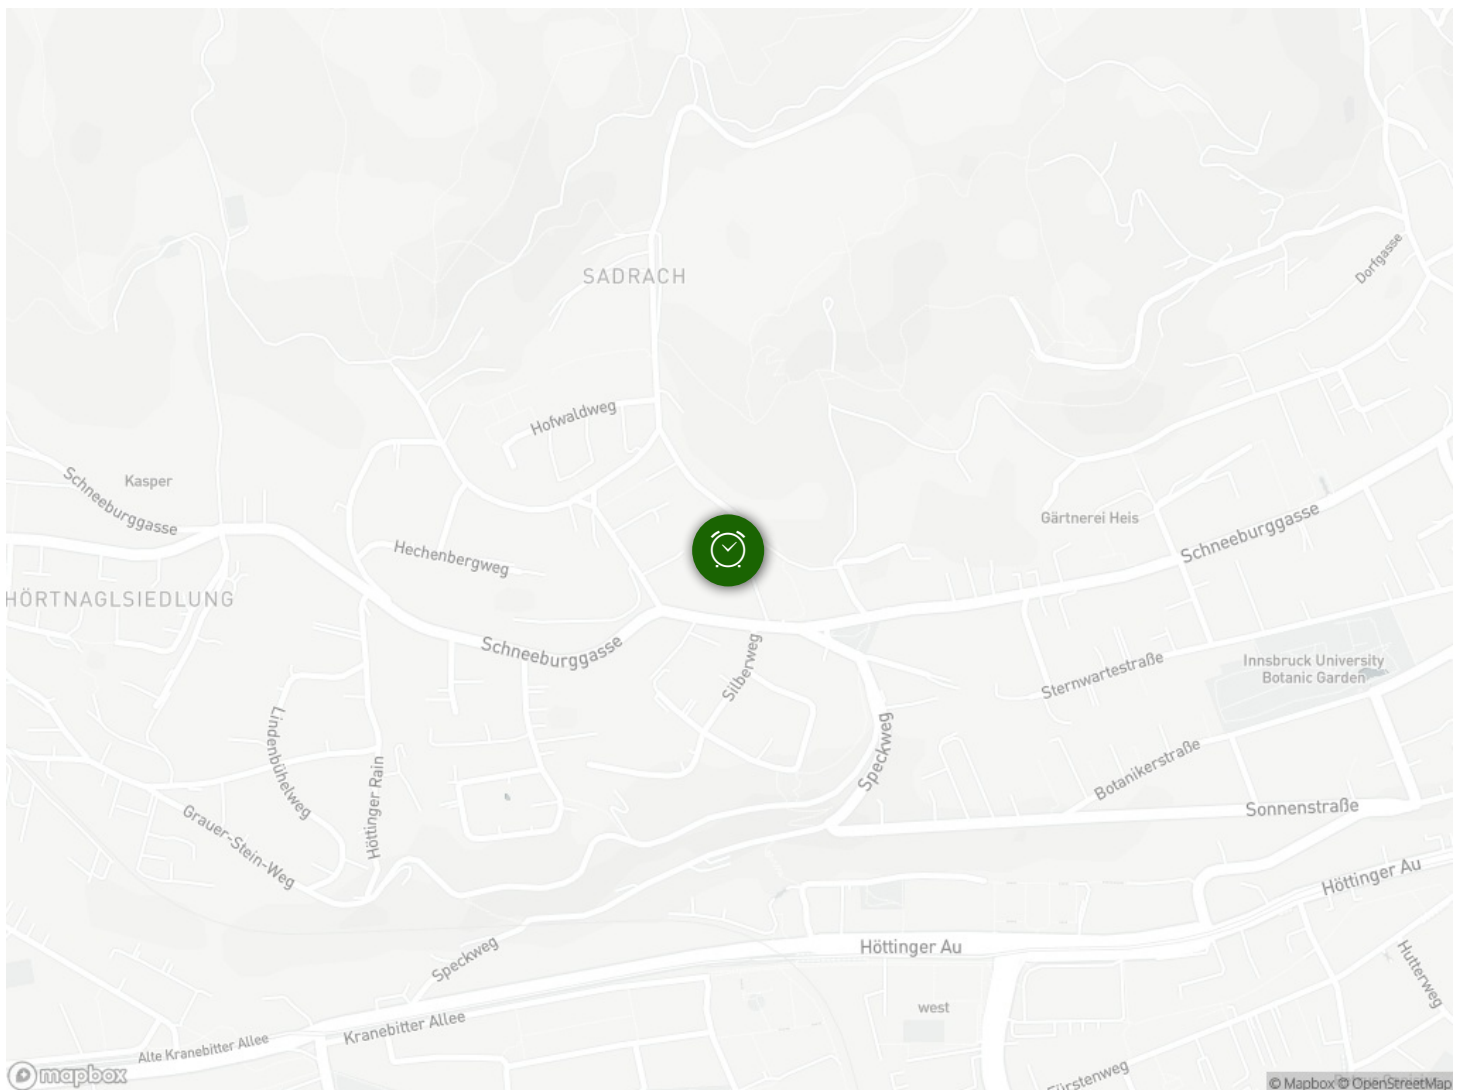 SADRACH
Dorfgasse
Hofwaldweg
Kasper
Schneeburggasse
Gärtnerei Heis
Schneeburggasse
Hechenbergweg
HÖRTNAGLSIEDLUNG
Schneeburggasse
Silberweg
Sternwartestraße
Innsbruck University
Botanic Garden
Lindenbühelweg
Höttinger Rain
Speckweg
Botanikerstraße
Sonnenstraße
Grauer-Stein-Weg
Höttinger Au
Speckweg
Höttinger Au
Hutterweg
west
Kranebitter Allee
Alte Kranebitter Allee
Fürstenweg
mapbox
© Mapbox © OpenStreetMap